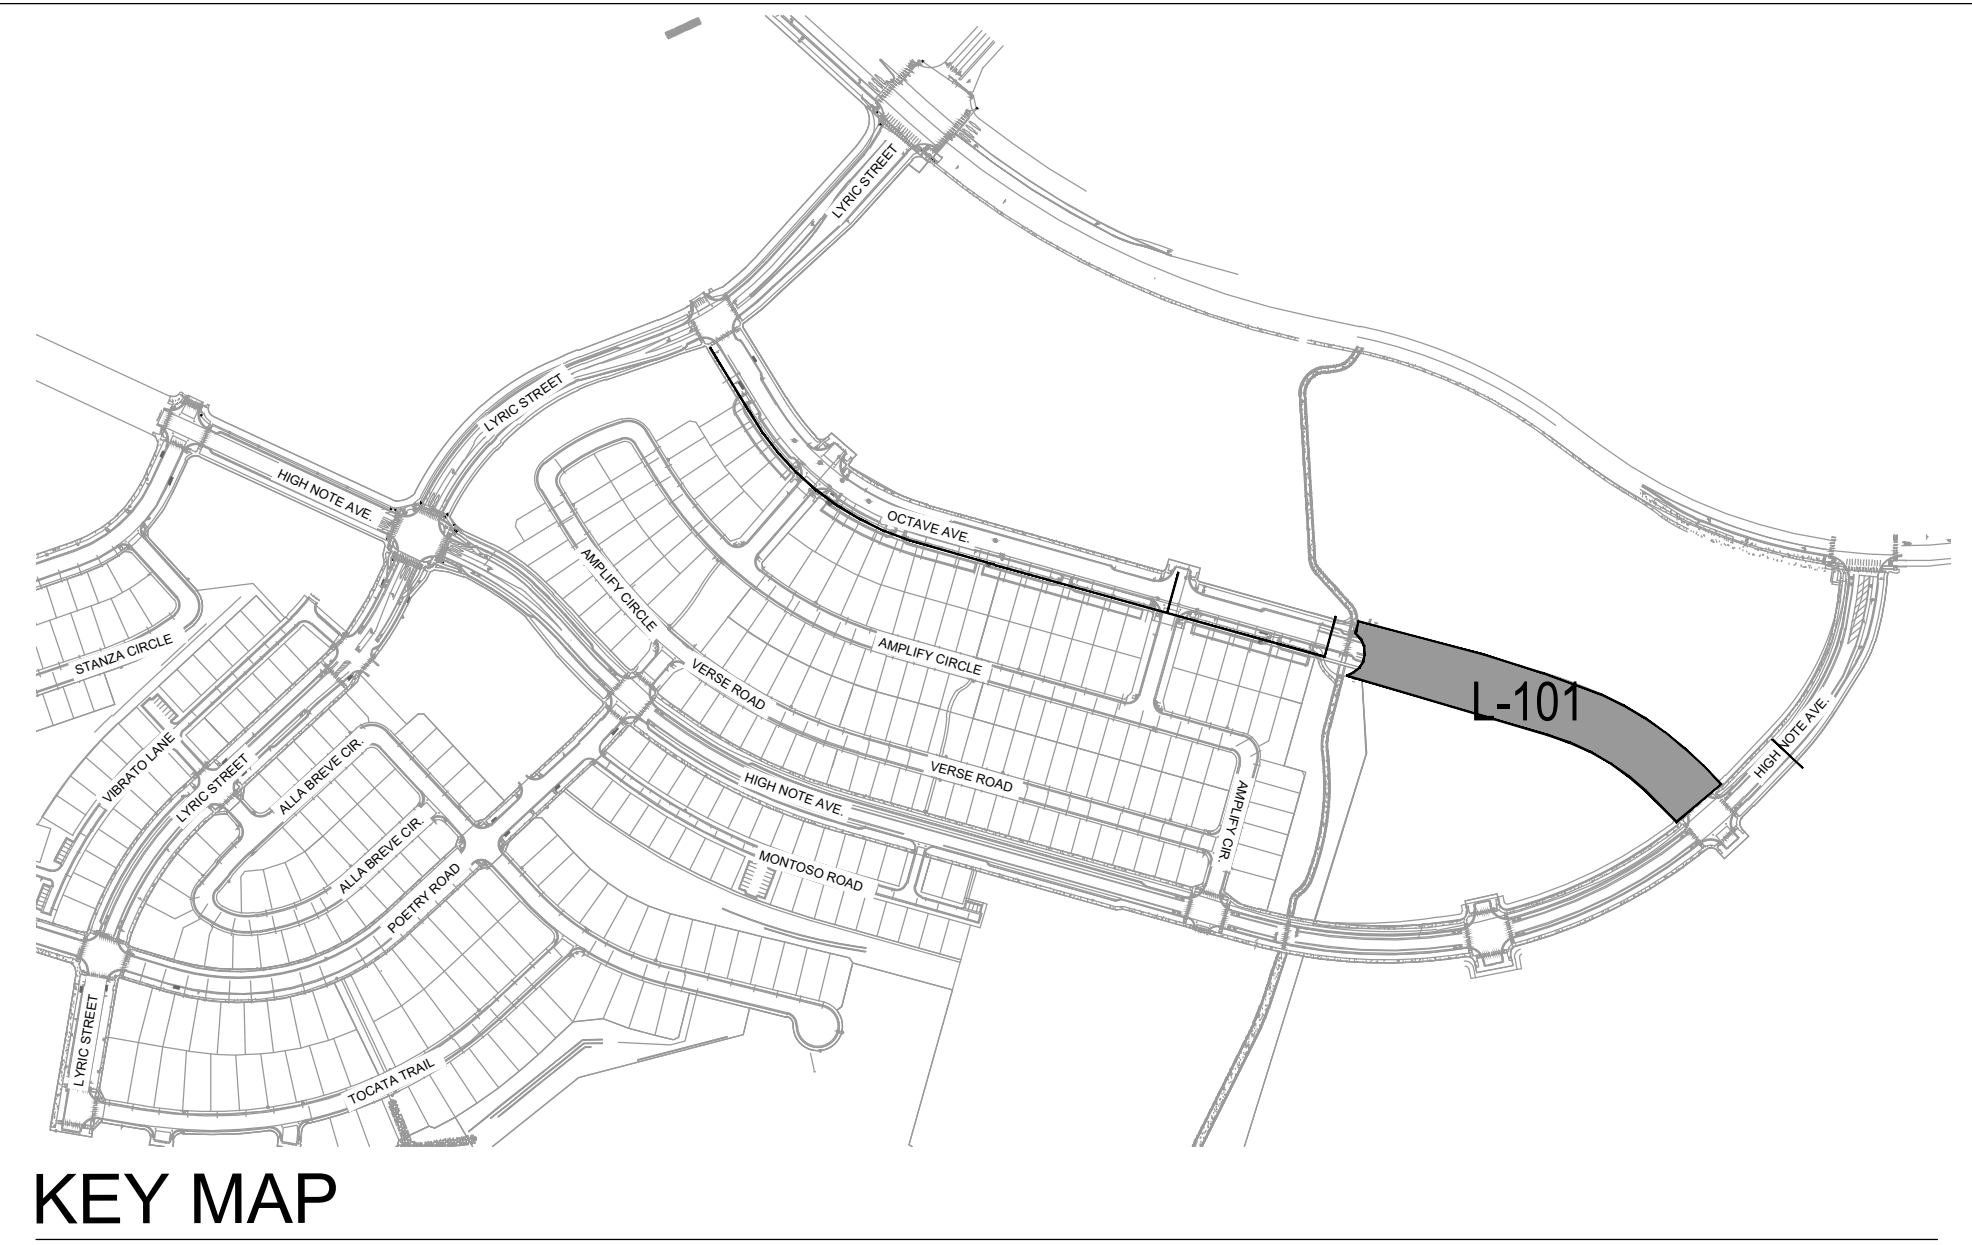 LYRIC STREET
LYRIC STREET
HIGH NOTE AVE.
OCTAVE AVE.
AMPLIFY CIRCLE
STANZA CIRCLE
AMPLIFY CIRCLE
VERSE ROAD
L-101
HIGH NOTE AVE.
VIBRATO LANE
LYRIC STREET
ALLA BREVE CIR.
VERSE ROAD
HIGH NOTE AVE.
AMPLIFY CIR.
ALLA BREVE CIR.
MONTOSO ROAD
POETRY ROAD
LYRIC STREET
TOCATA TRAIL
KEY MAP